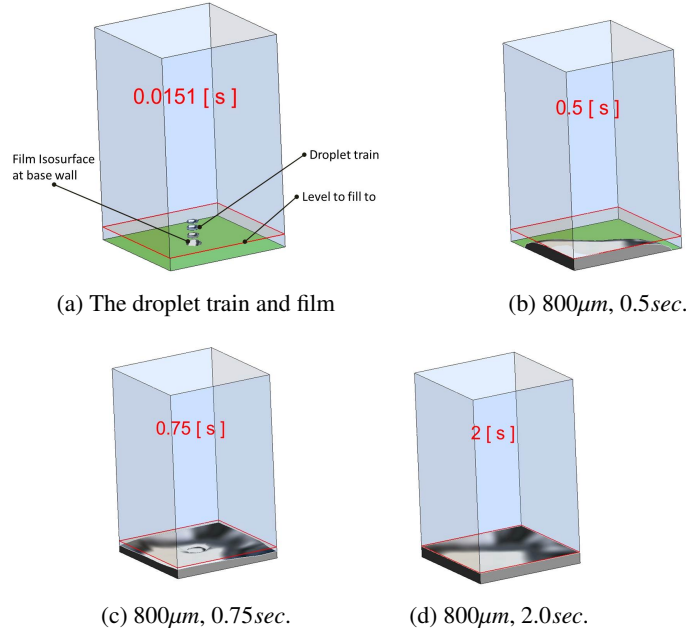 0.0151 [ s ]
Film Isosurface
at base wall
Droplet train
Level to fill to
0.5 [ s ]
(a) The droplet train and film
(b) 800μm, 0.5sec.
0.75 [ s ]
2 [ s ]
(c) 800μm, 0.75sec.
(d) 800μm, 2.0sec.